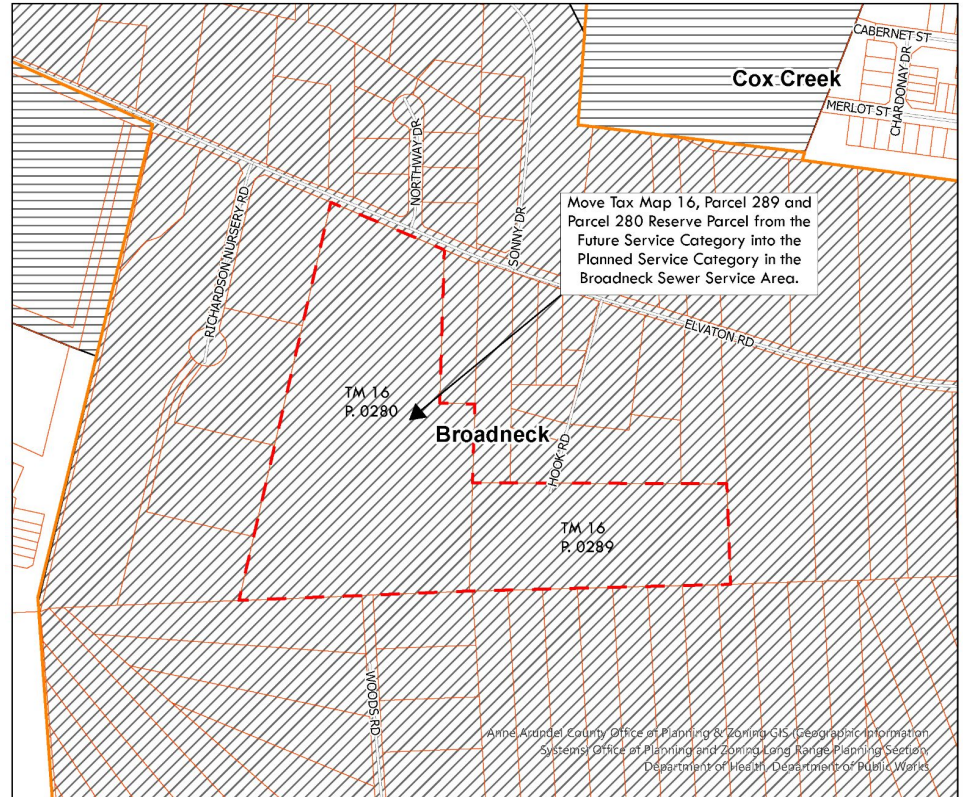 CABERNET ST
Cox Creek
CHARDONAY DR
MERLOT ST
NORTHWAY DR
SONNY DR
RICHARDSON NURSERY RD
Move Tax Map 16, Parcel 289 and
Parcel 280 Reserve Parcel from the
Future Service Category into the
Planned Service Category in the
Broadneck Sewer Service Area.
ELVATON RD
TM 16
P. 0280
Broadneck
HOOK RD
TM 16
P. 0289
WOODS RD
Anne Arundel County Office of Planning & Zoning GIS (Geographic Information
Systems) Office of Planning and Zoning Long Range Planning Section,
Department of Health, Department of Public Works